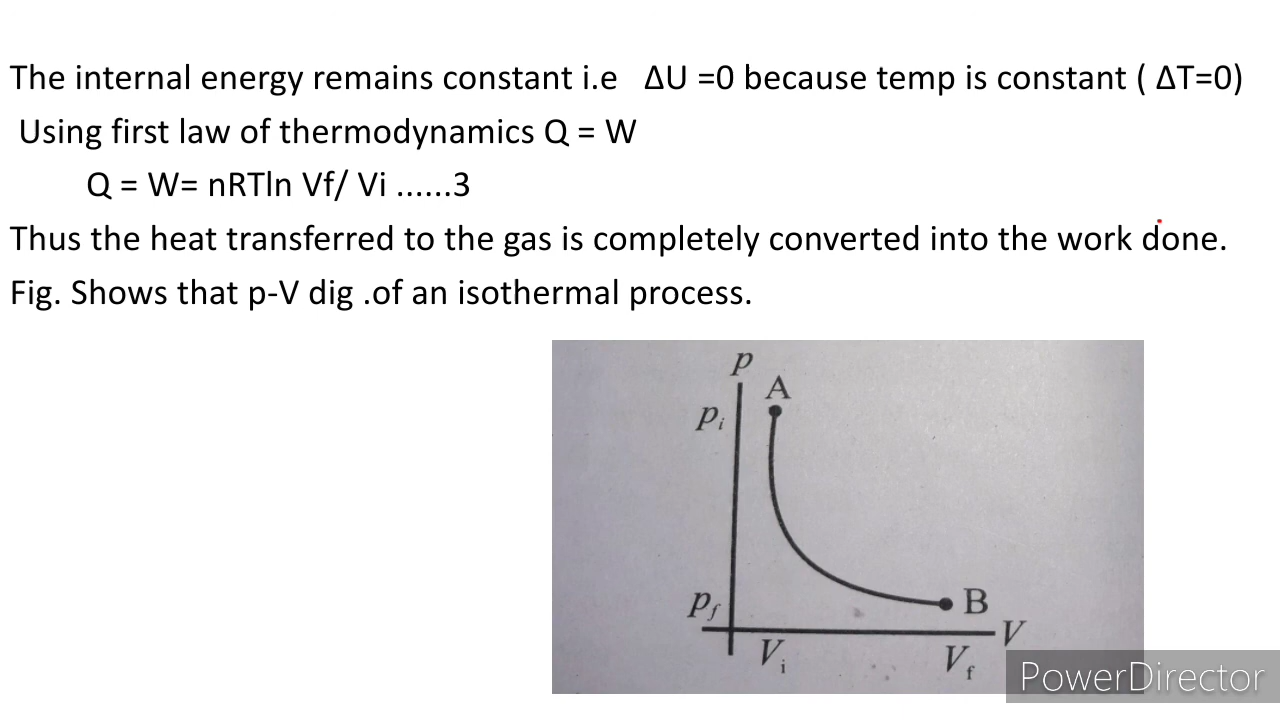 The internal energy remains constant i.e   ΔU =0 because temp is constant ( ΔT=0)
Using first law of thermodynamics Q = W
Q = W= nRTln Vf/ Vi ......3
Thus the heat transferred to the gas is completely converted into the work done.
Fig. Shows that p-V dig .of an isothermal process.
p
A
pi
pf
B
V
Vi
Vf
PowerDirector